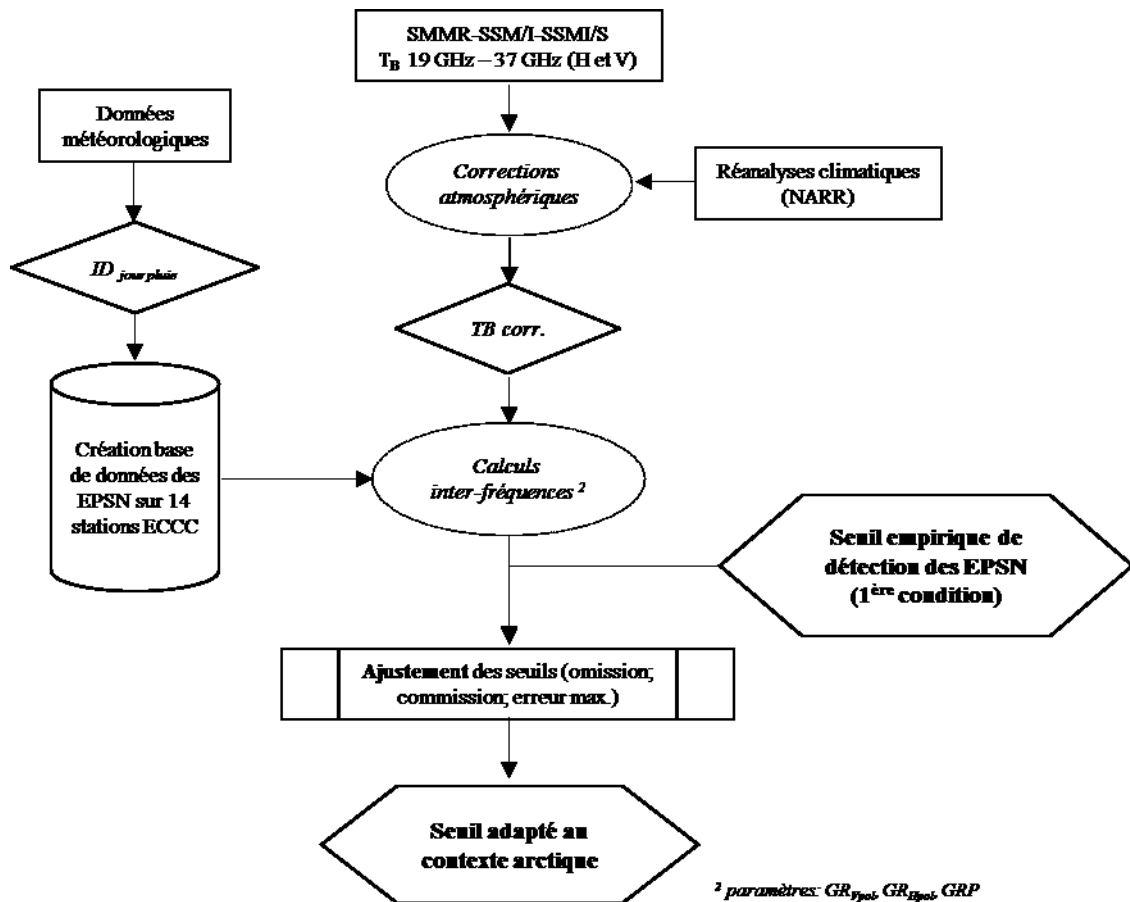 SMMR-SSM/I-SSMI/S
TB 19 GHz – 37 GHz (H et V)
Données
météorologiques
Corrections
atmosphériques
Réanalyses climatiques
(NARR)
ID jour pluie
TB corr.
Création base
de données des
EPSN sur 14
stations ECCC
Calculs
inter-fréquences 2
Seuil empirique de
détection des EPSN
(1ère condition)
Ajustement des seuils (omission;
commission; erreur max.)
Seuil adapté au
contexte arctique
2 paramètres: GRVpol, GRHpol, GRP